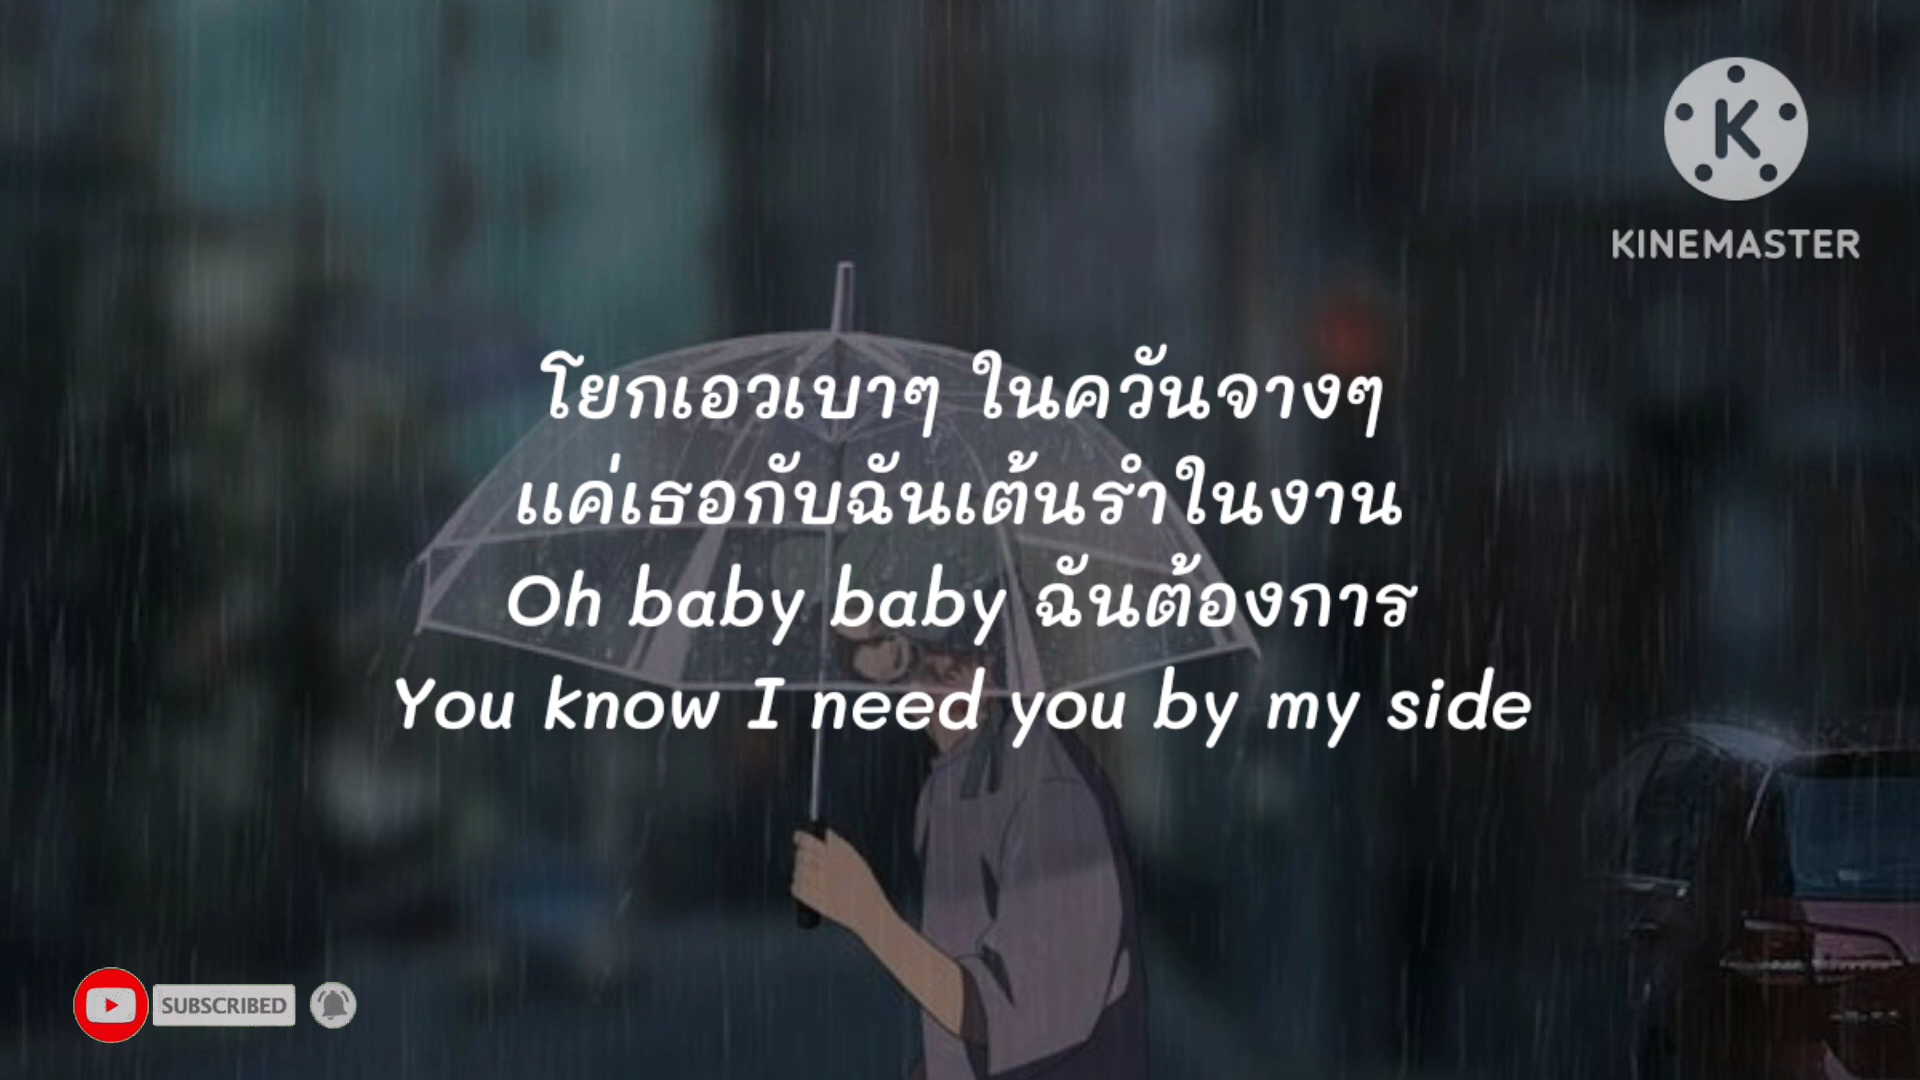 K
KINEMASTER
โยกเอวเบาๆ ในควันจางๆ
แค่เธอกับฉันเต้นรำในงาน
Oh baby baby ฉันต้องการ
You know I need you by my side
SUBSCRIBED